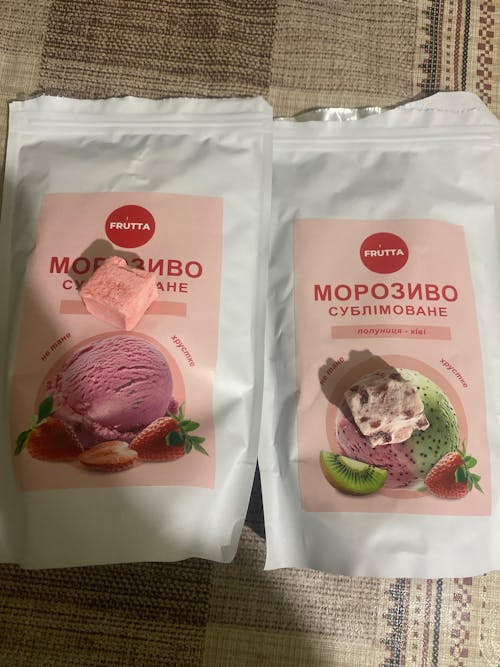 FRUTTA
МОРОЗИВО
не тане
хрустке
FRUTTA
МОРОЗИВО
СУБЛІМОВАНЕ
полуниця - ківі
не тане
хрустке